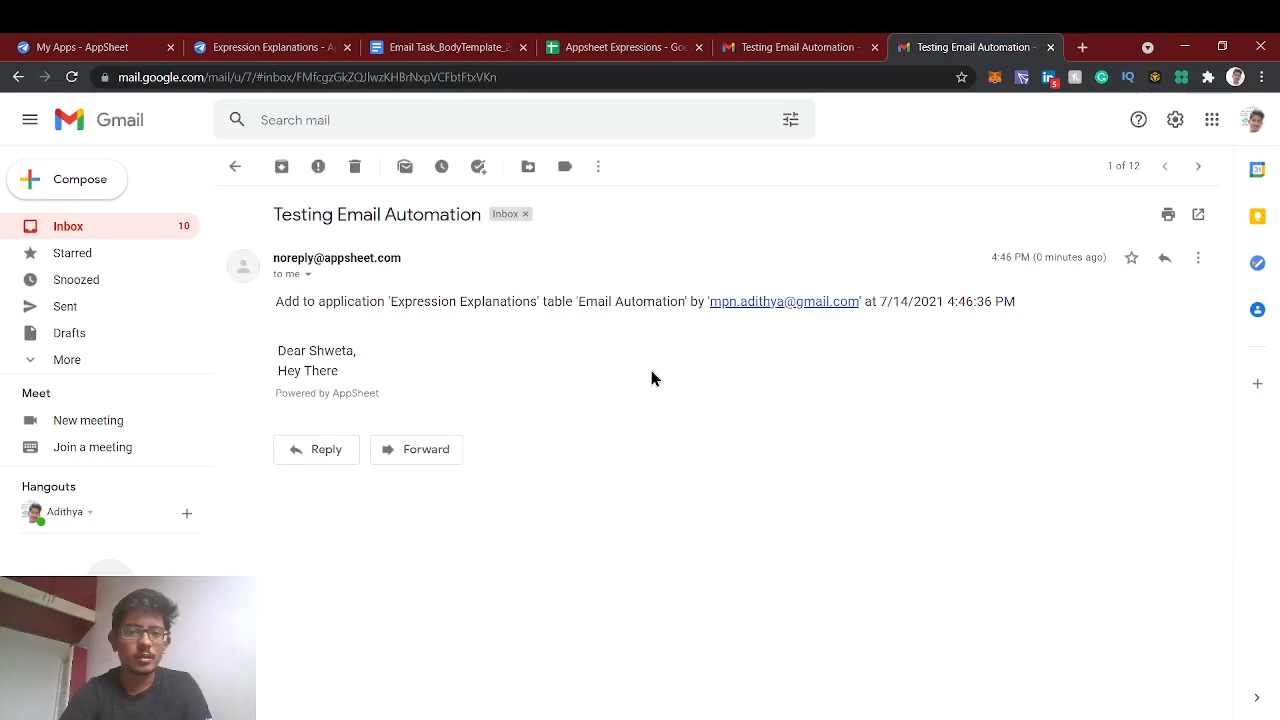 My Apps - AppSheet
Expression Explanations - A
Email Task_BodyTemplate_2
Appsheet Expressions - Goo
Testing Email Automation -
Testing Email Automation -
mail.google.com/mail/u/7/#inbox/FMfcgzGkZQJlwzKHBrNxpVCFbtFtxVKn
5
Gmail
Search mail
Compose
1 of 12
Inbox 10
Starred
Snoozed
Sent
Drafts
More
Meet
New meeting
Join a meeting
Hangouts
Adithya
Testing Email Automation Inbox
noreply@appsheet.com
to me
4:46 PM (0 minutes ago)
Add to application 'Expression Explanations' table 'Email Automation' by 'mpn.adithya@gmail.com' at 7/14/2021 4:46:36 PM
Dear Shweta,
Hey There
Powered by AppSheet
Reply
Forward
31